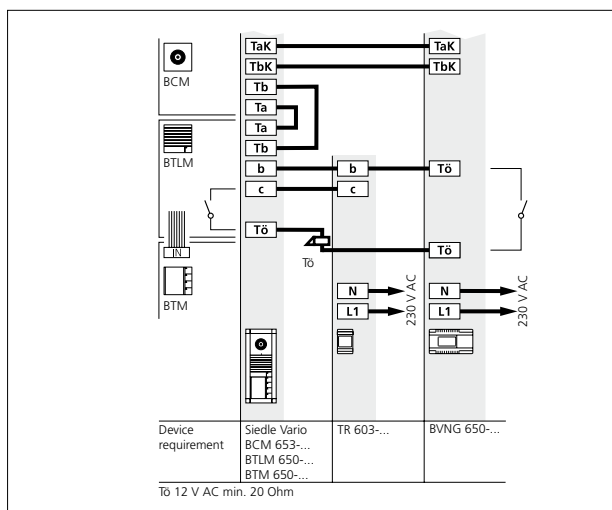 TaK TaK
BCM TbK TbK
Tb
Ta
Ta
BTLM Tb
b b Tö
c c
Tö Tö
Tö
IN
BTM
N N
L1 L1
230 V AC 230 V AC
Device requirement
Siedle Vario
BCM 653-...
BTLM 650-...
BTM 650-...
TR 603-...
BVNG 650-...
Tö 12 V AC min. 20 Ohm